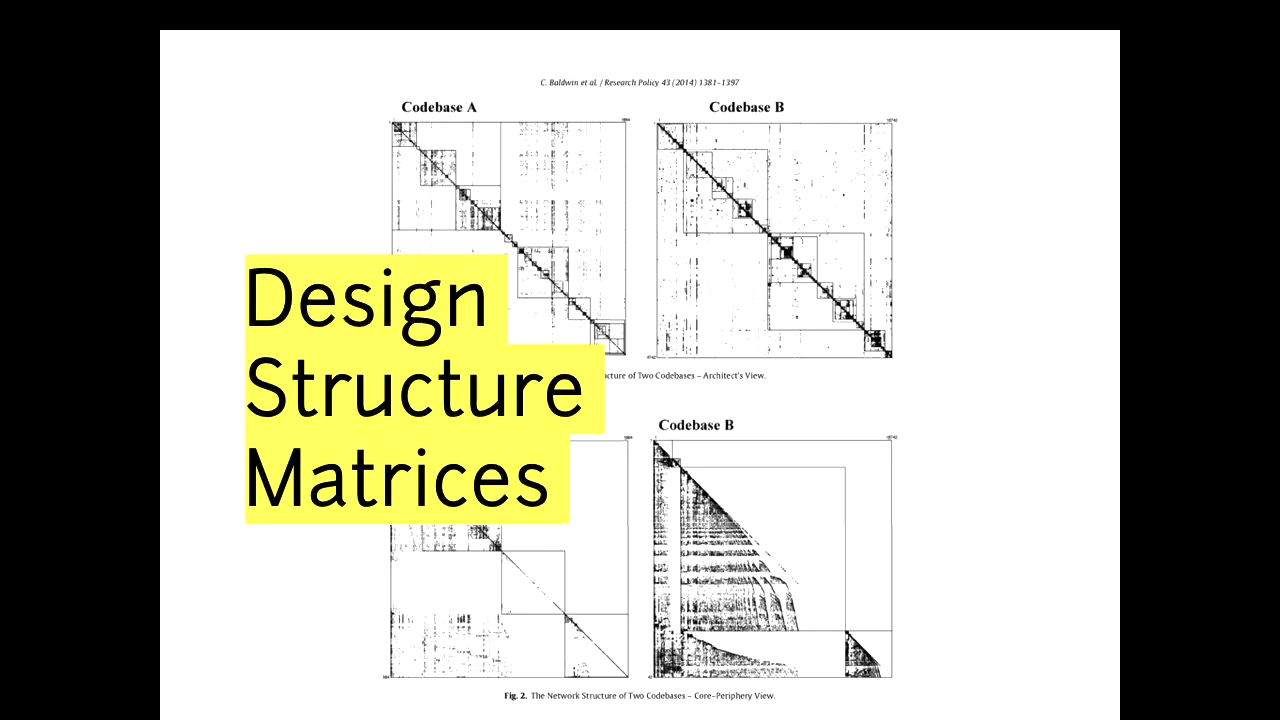 C. Baldwin et al. / Research Policy 43 (2014) 1381–1397
Codebase A
Codebase B
Design
Structure
Matrices
cture of Two Codebases – Architect's View.
Codebase B
Fig. 2. The Network Structure of Two Codebases – Core–Periphery View.